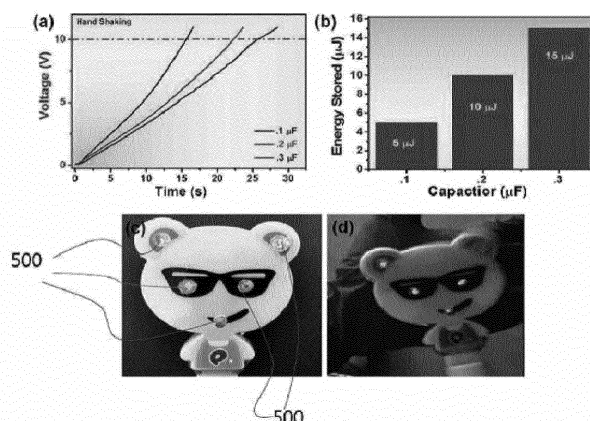 (a)
Hand Shaking
Voltage (V)
10
5
0
.1 µF
.2 µF
.3 µF
0 5 10 15 20 25 30
Time (s)
(b)
Energy Stored (µJ)
16
14
12
10
8
6
4
2
0
5 µJ
10 µJ
15 µJ
.1 .2 .3
Capactior (µF)
(c)
(d)
500
500